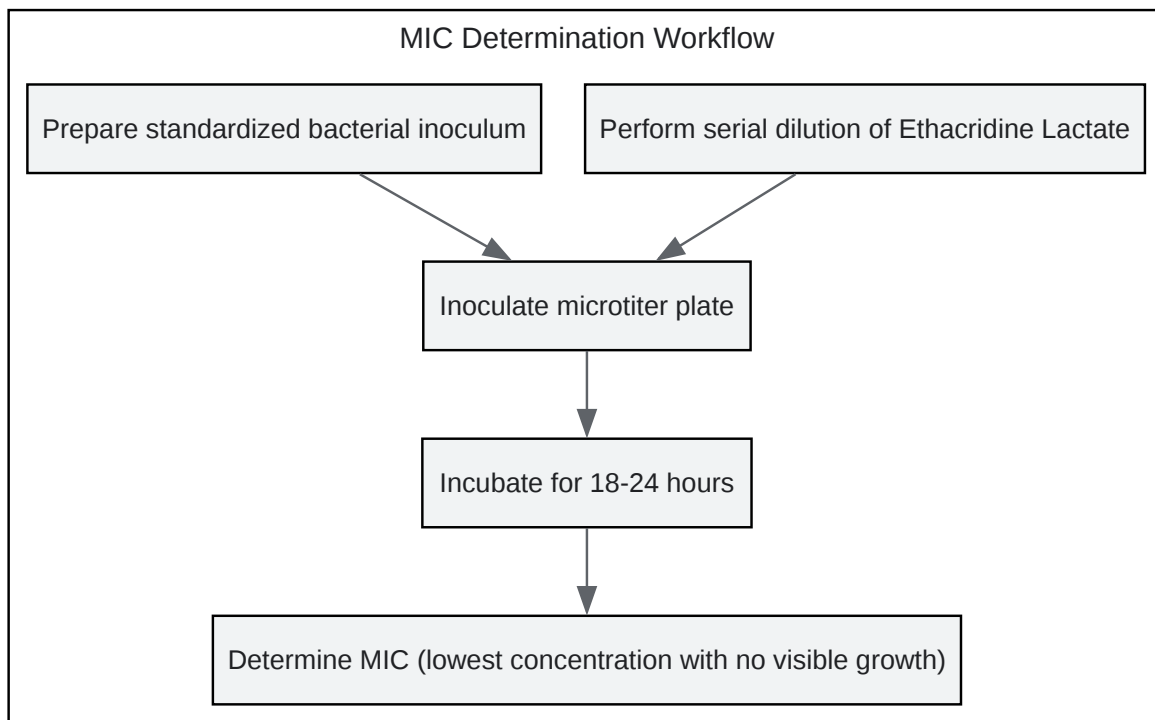 MIC Determination Workflow
Prepare standardized bacterial inoculum
Perform serial dilution of Ethacridine Lactate
Inoculate microtiter plate
Incubate for 18-24 hours
Determine MIC (lowest concentration with no visible growth)